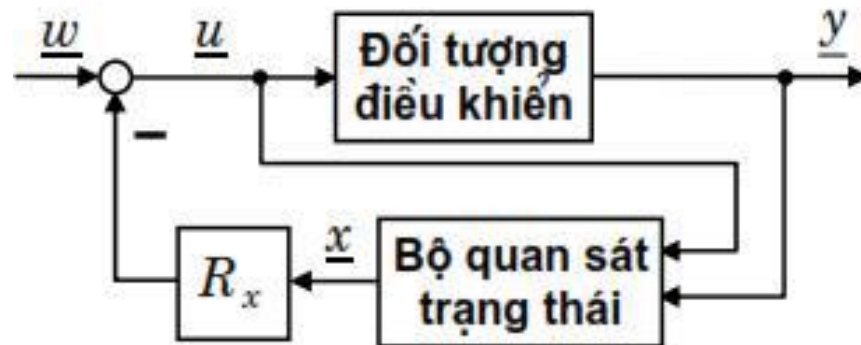 w
u
Đối tượng
điều khiển
y
−
R x
x
Bộ quan sát
trạng thái